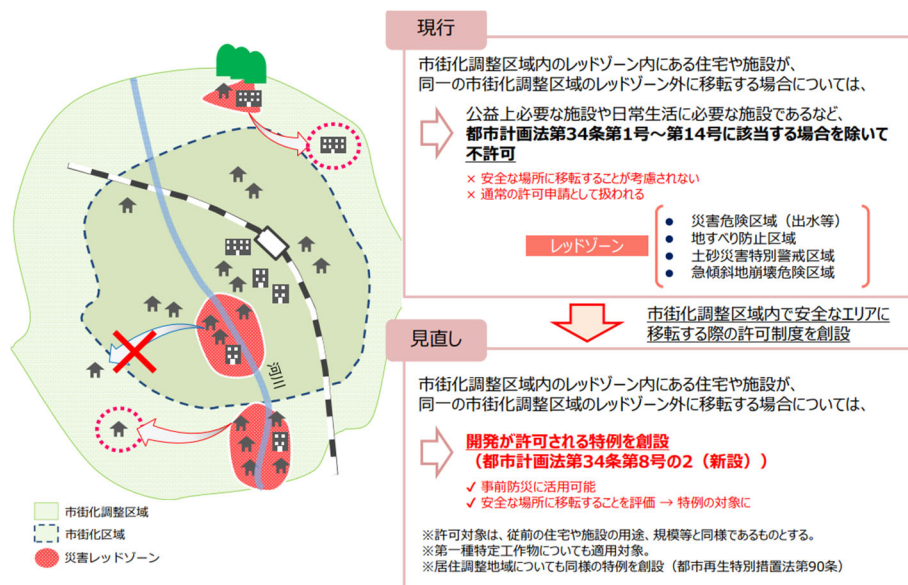 現行
市街化調整区域内のレッドゾーン内にある住宅や施設が、
同一の市街化調整区域のレッドゾーン外に移転する場合については、
公益上必要な施設や日常生活に必要な施設であるなど、
都市計画法第34条第1号～第14号に該当する場合を除いて
不許可
× 安全な場所に移転することが考慮されない
× 通常の許可申請として扱われる
レッドゾーン
● 災害危険区域（出水等）
● 地すべり防止区域
● 土砂災害特別警戒区域
● 急傾斜地崩壊危険区域
市街化調整区域内で安全なエリアに
移転する際の許可制度を創設
見直し
市街化調整区域内のレッドゾーン内にある住宅や施設が、
同一の市街化調整区域のレッドゾーン外に移転する場合については、
開発が許可される特例を創設
（都市計画法第34条第8号の2（新設））
✓ 事前防災に活用可能
✓ 安全な場所に移転することを評価 → 特例の対象に
※許可対象は、従前の住宅や施設の用途、規模等と同様であるものとする。
※第一種特定工作物についても適用対象。
※居住調整地域についても同様の特例を創設（都市再生特別措置法第90条）
河川
市街化調整区域
市街化区域
災害レッドゾーン